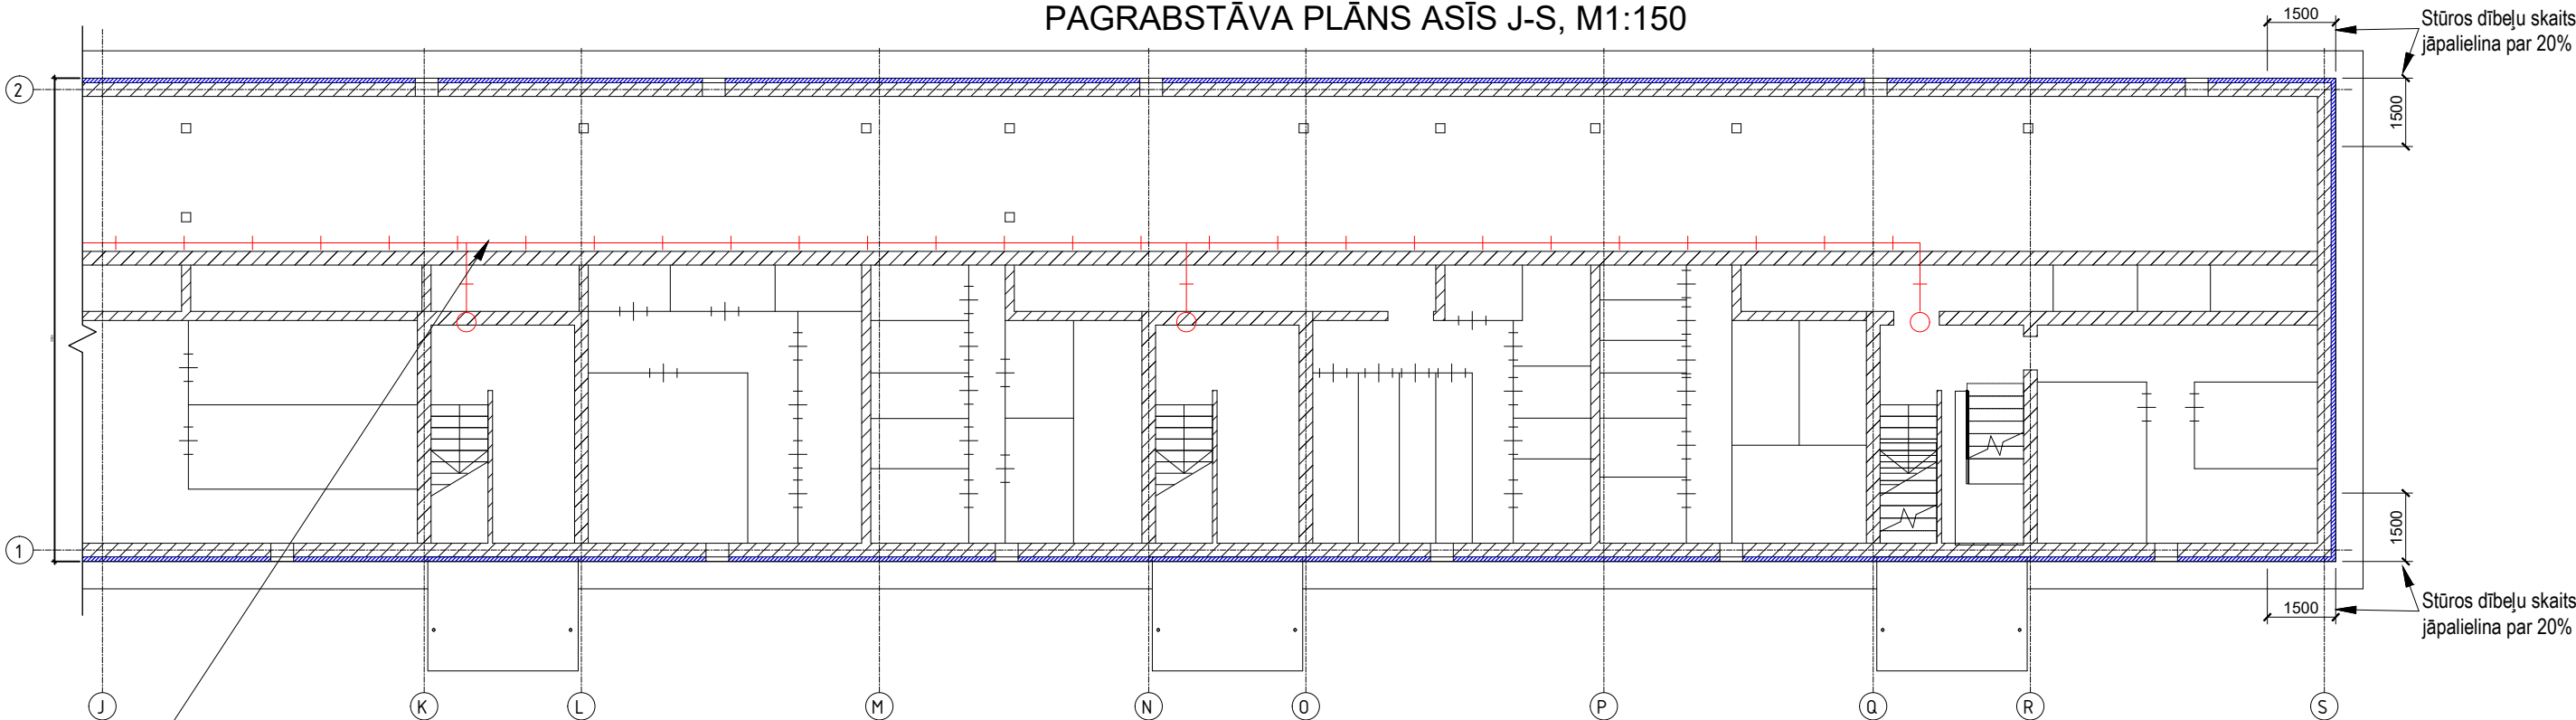 PAGRABSTĀVA PLĀNS ASĪS J-S, M1:150
1500
Stūros dībeļu skaits
jāpalielina par 20%
2
1500
1
1500
Stūros dībeļu skaits
jāpalielina par 20%
1500
J K L M N O P Q R S